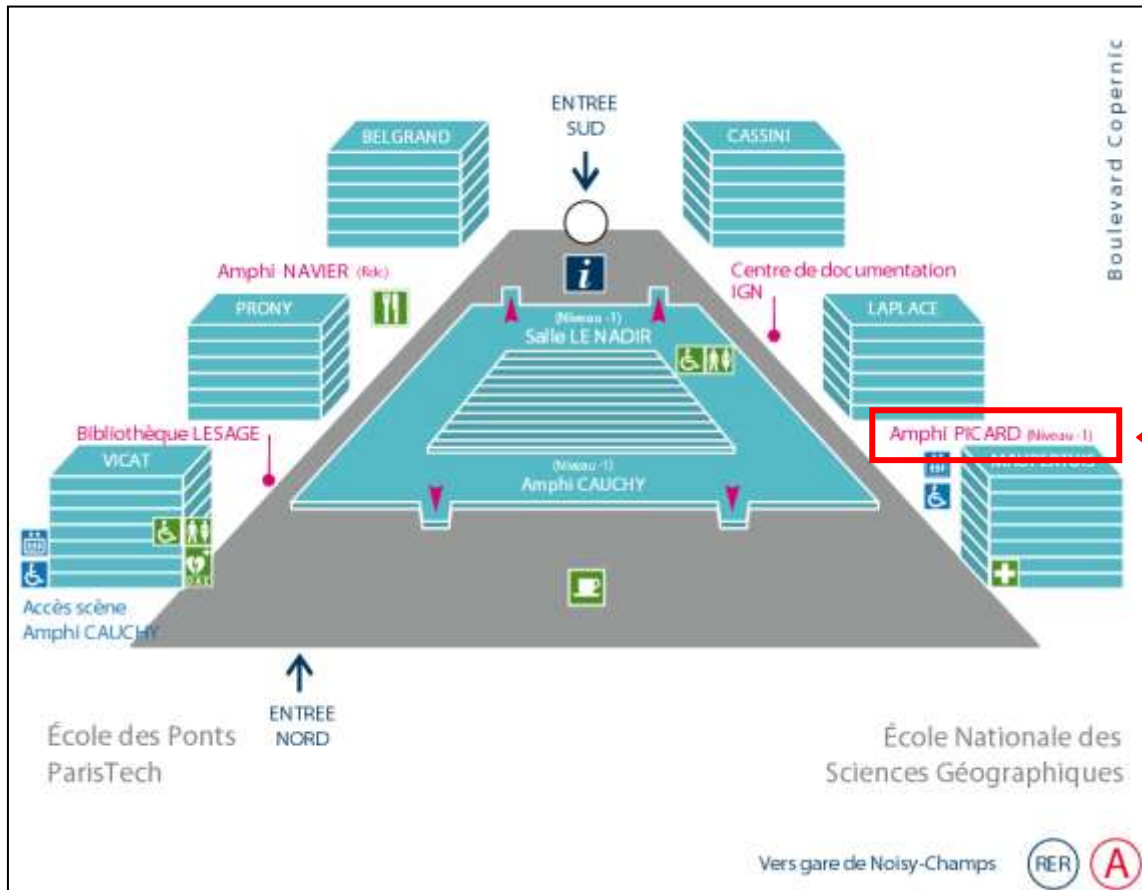 Boulevard Copernic
ENTREE
SUD
BELGRAND
CASSINI
i
Amphi NAVIER (Rdc)
Centre de documentation
IGN
PRONY
LAPLACE
(Niveau -1)
Salle LE NADIR
Bibliothèque LESAGE
Amphi PICARD (Niveau -1)
VICAT
MAUPERTUIS
(Niveau -1)
Amphi CAUCHY
Accès scène
Amphi CAUCHY
ENTREE
NORD
École des Ponts
ParisTech
École Nationale des
Sciences Géographiques
Vers gare de Noisy-Champs
RER
A